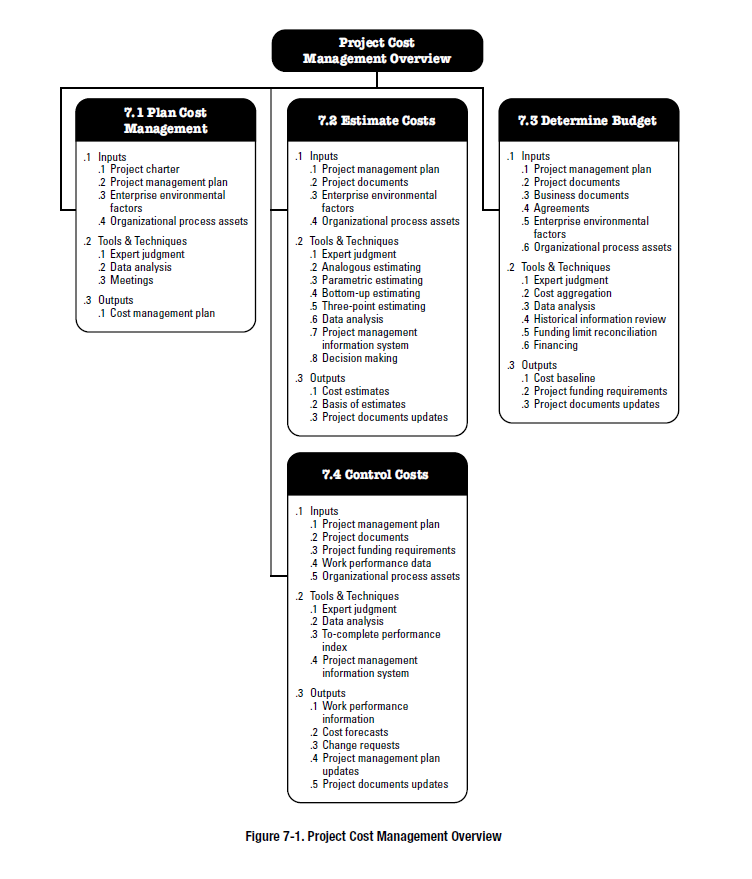 Project Cost
Management Overview
7.1 Plan Cost
Management
.1 Inputs
.1 Project charter
.2 Project management plan
.3 Enterprise environmental
factors
.4 Organizational process assets
.2 Tools & Techniques
.1 Expert judgment
.2 Data analysis
.3 Meetings
.3 Outputs
.1 Cost management plan
7.2 Estimate Costs
.1 Inputs
.1 Project management plan
.2 Project documents
.3 Enterprise environmental
factors
.4 Organizational process assets
.2 Tools & Techniques
.1 Expert judgment
.2 Analogous estimating
.3 Parametric estimating
.4 Bottom-up estimating
.5 Three-point estimating
.6 Data analysis
.7 Project management
information system
.8 Decision making
.3 Outputs
.1 Cost estimates
.2 Basis of estimates
.3 Project documents updates
7.3 Determine Budget
.1 Inputs
.1 Project management plan
.2 Project documents
.3 Business documents
.4 Agreements
.5 Enterprise environmental
factors
.6 Organizational process assets
.2 Tools & Techniques
.1 Expert judgment
.2 Cost aggregation
.3 Data analysis
.4 Historical information review
.5 Funding limit reconciliation
.6 Financing
.3 Outputs
.1 Cost baseline
.2 Project funding requirements
.3 Project documents updates
7.4 Control Costs
.1 Inputs
.1 Project management plan
.2 Project documents
.3 Project funding requirements
.4 Work performance data
.5 Organizational process assets
.2 Tools & Techniques
.1 Expert judgment
.2 Data analysis
.3 To-complete performance
index
.4 Project management
information system
.3 Outputs
.1 Work performance
information
.2 Cost forecasts
.3 Change requests
.4 Project management plan
updates
.5 Project documents updates
Figure 7-1. Project Cost Management Overview